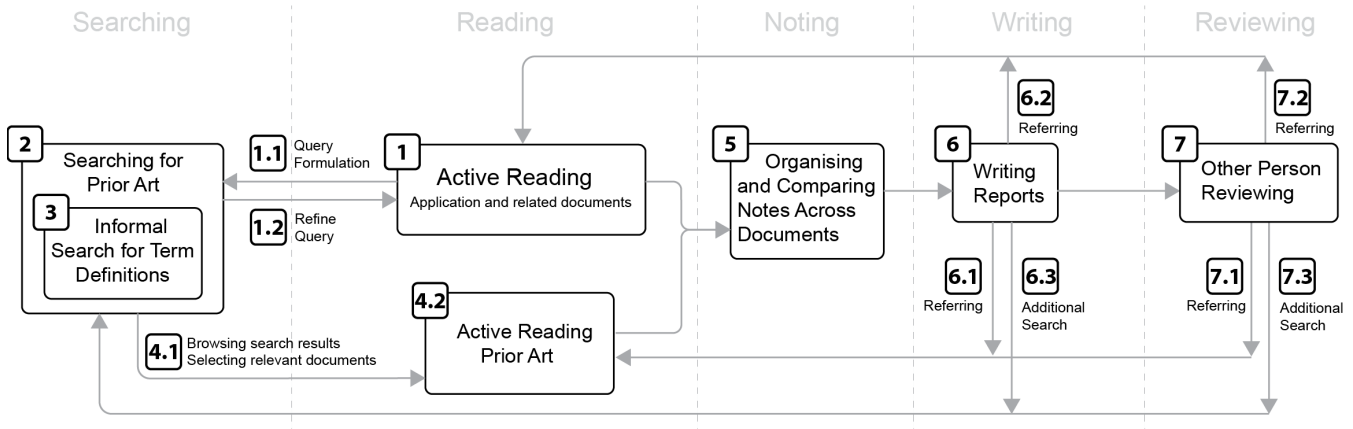 Searching
Reading
Noting
Writing
Reviewing
2
Searching for
Prior Art
3
Informal
Search for Term
Definitions
1.1
Query
Formulation
1.2
Refine
Query
1
Active Reading
Application and related documents
4.1
Browsing search results
Selecting relevant documents
4.2
Active Reading
Prior Art
5
Organising
and Comparing
Notes Across
Documents
6
Writing
Reports
6.2
Referring
6.1
Referring
6.3
Additional
Search
7
Other Person
Reviewing
7.2
Referring
7.1
Referring
7.3
Additional
Search